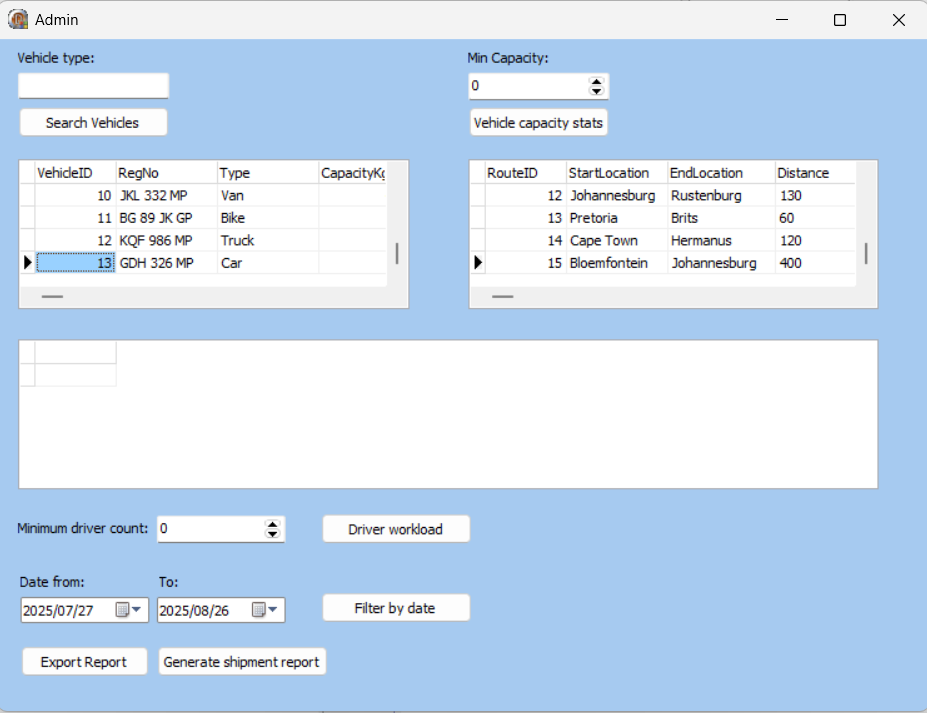 Admin
Vehicle type: Min Capacity:
0
Search Vehicles Vehicle capacity stats
VehicleID RegNo Type CapacityKg RouteID StartLocation EndLocation Distance
10 JKL 332 MP Van 12 Johannesburg Rustenburg 130
11 BG 89 JK GP Bike 13 Pretoria Brits 60
12 KQF 986 MP Truck 14 Cape Town Hermanus 120
13 GDH 326 MP Car 15 Bloemfontein Johannesburg 400
Minimum driver count: 0 Driver workload
Date from: To:
2025/07/27 2025/08/26 Filter by date
Export Report Generate shipment report